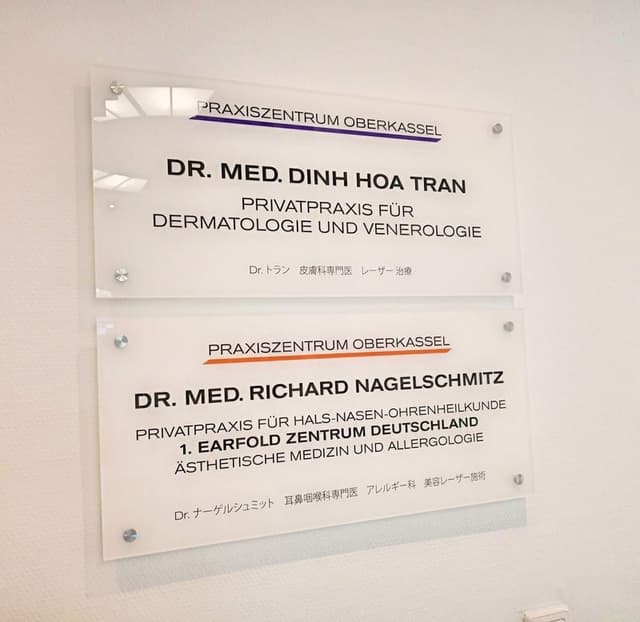 PRAXISZENTRUM OBERKASSEL
DR. MED. DINH HOA TRAN
PRIVATPRAXIS FÜR
DERMATOLOGIE UND VENEROLOGIE
Dr.トラン 皮膚科専門医 レーザー治療
PRAXISZENTRUM OBERKASSEL
DR. MED. RICHARD NAGELSCHMITZ
PRIVATPRAXIS FÜR HALS-NASEN-OHRENHEILKUNDE
1. EARFOLD ZENTRUM DEUTSCHLAND
ÄSTHETISCHE MEDIZIN UND ALLERGOLOGIE
Dr.ナーゲルシュミット 耳鼻咽喉科専門医 アレルギー科 美容レーザー施術